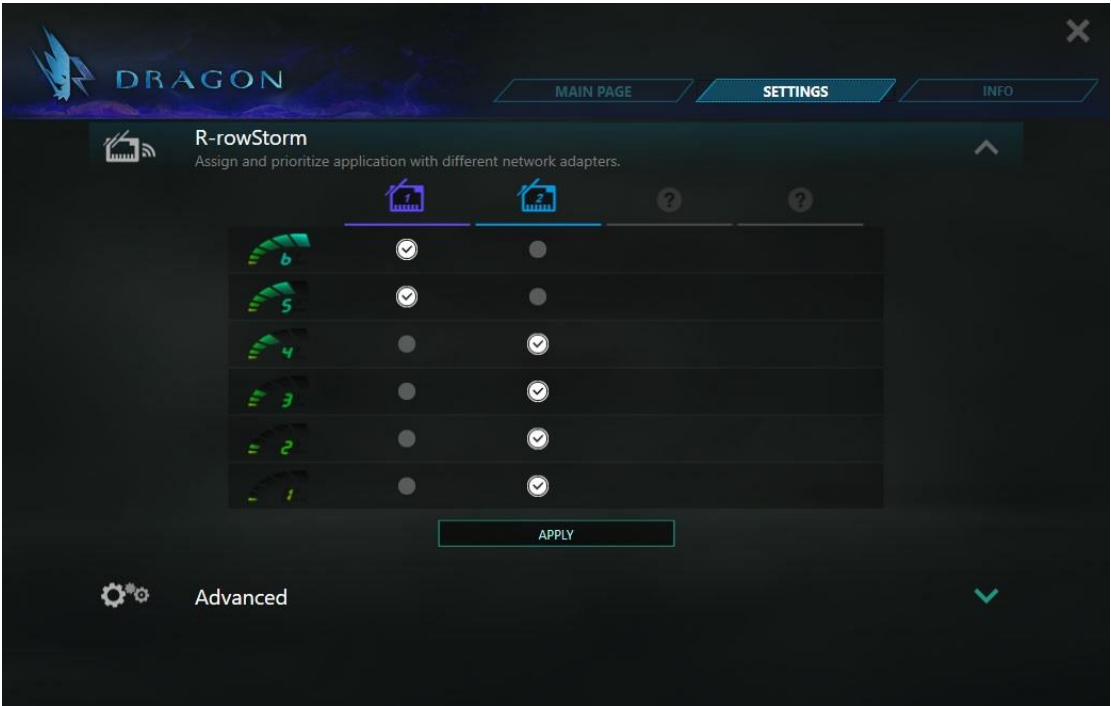 DRAGON
MAIN PAGE SETTINGS INFO
R-rowStorm
Assign and prioritize application with different network adapters.
1 2 ? ?
6
5
4
3
2
1
APPLY
Advanced